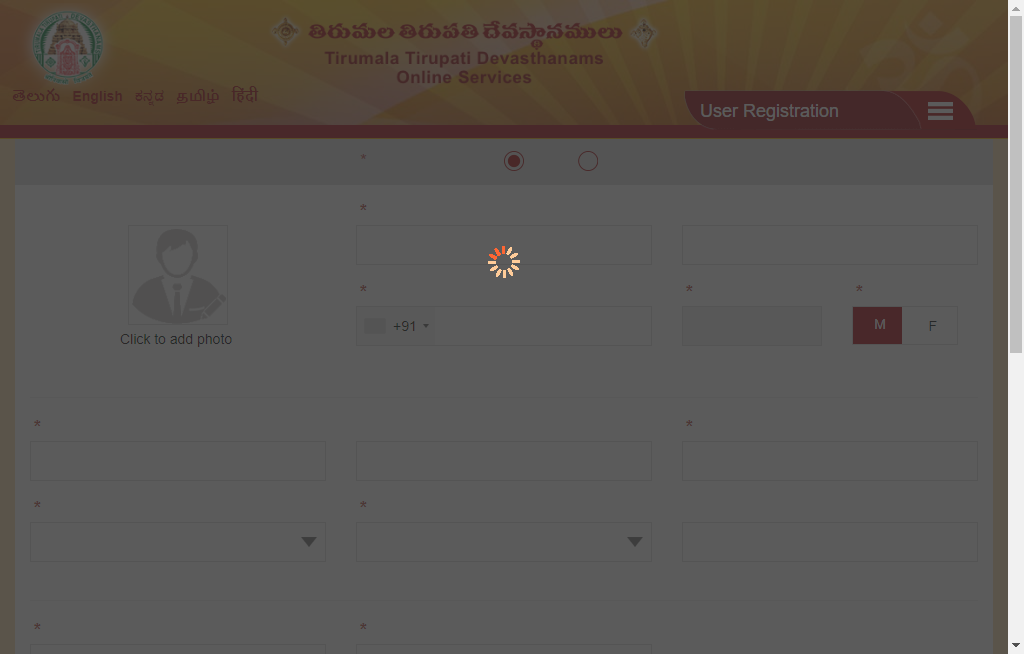 తిరుమల తిరుపతి దేవస్థానములు
Tirumala Tirupati Devasthanams
Online Services
తెలుగు English ಕನ್ನಡ தமிழ் हिंदी
User Registration
*
*
* * *
+91 M F
Click to add photo
* *
* *
* *